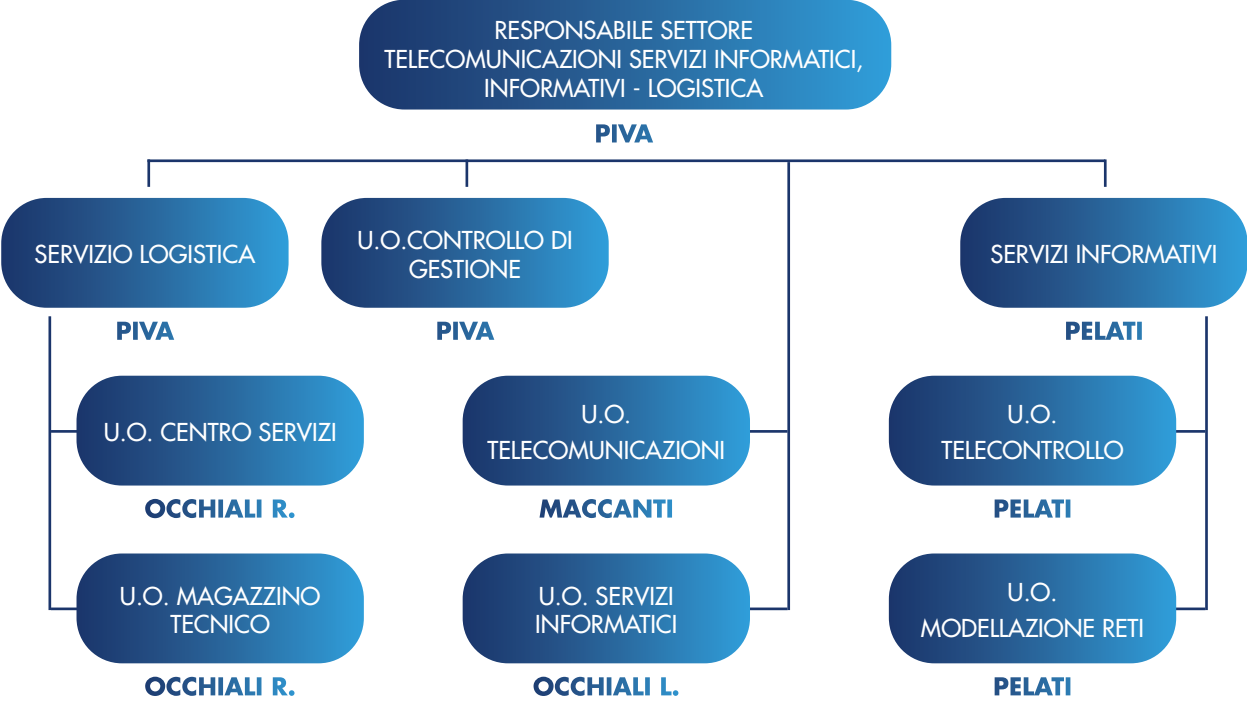 RESPONSABILE SETTORE
TELECOMUNICAZIONI SERVIZI INFORMATICI,
INFORMATIVI - LOGISTICA
PIVA
SERVIZIO LOGISTICA
PIVA
U.O.CONTROLLO DI
GESTIONE
PIVA
SERVIZI INFORMATIVI
PELATI
U.O. CENTRO SERVIZI
OCCHIALI R.
U.O.
TELECOMUNICAZIONI
MACCANTI
U.O.
TELECONTROLLO
PELATI
U.O. MAGAZZINO
TECNICO
OCCHIALI R.
U.O. SERVIZI
INFORMATICI
OCCHIALI L.
U.O.
MODELLAZIONE RETI
PELATI